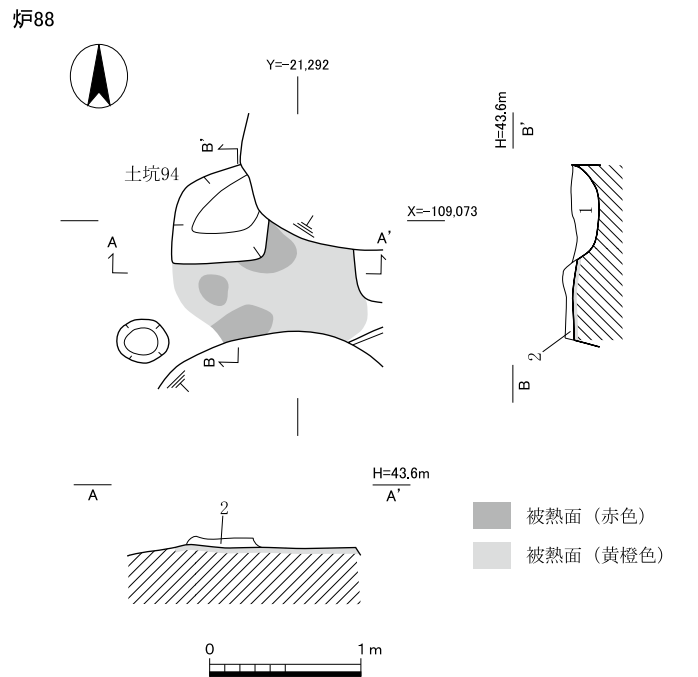 炉88
Y=-21,292
H=43.6m
B'
B'
土坑94
1
X=-109,073
A
A'
B
2
B
H=43.6m
A
A'
2
被熱面（赤色）
被熱面（黄橙色）
0 1 m